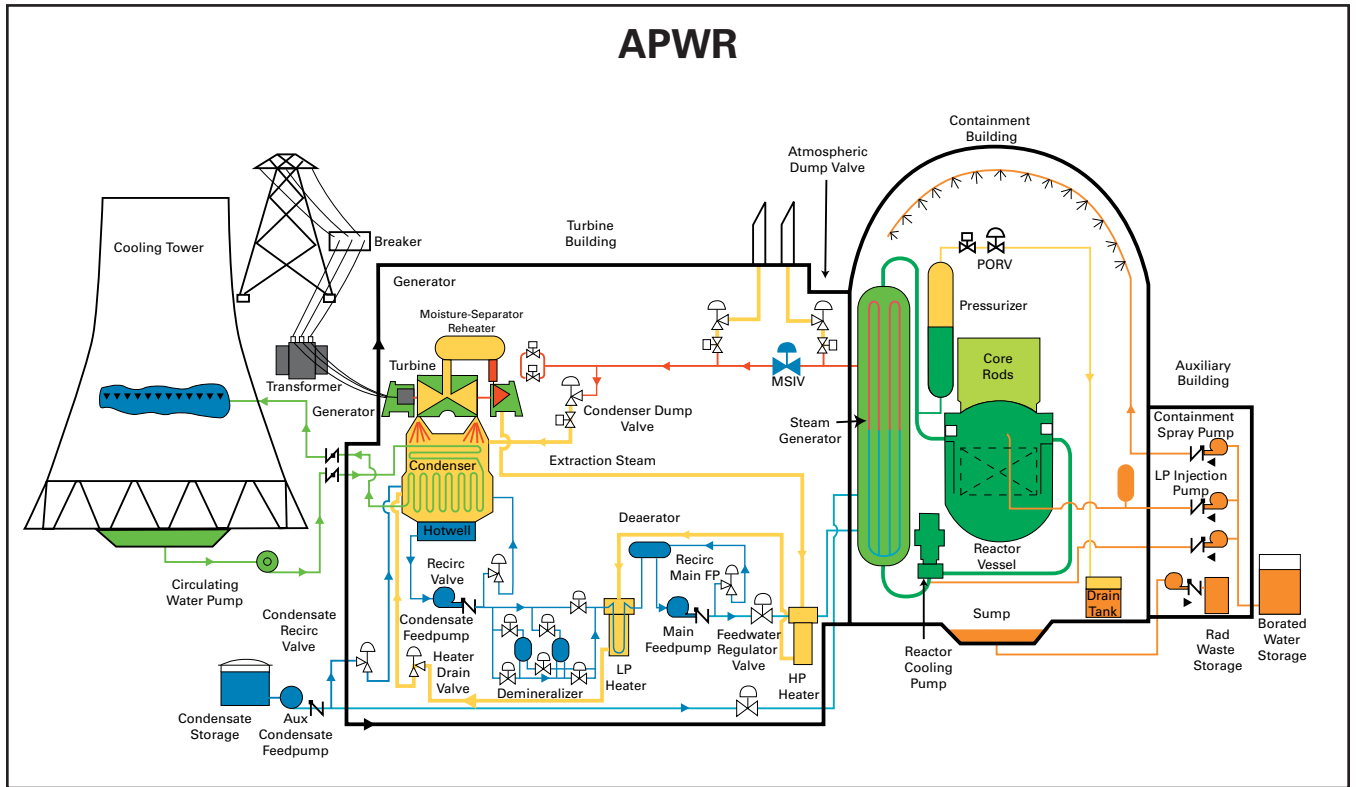 APWR
Containment
Building
Atmospheric
Dump Valve
Turbine
Building
Cooling Tower
Breaker
PORV
Generator
Pressurizer
Moisture-Separator
Reheater
Core
Rods
Auxiliary
Building
Turbine
Transformer
MSIV
Generator
Condenser Dump
Valve
Steam
Generator
Containment
Spray Pump
Extraction Steam
Condenser
LP Injection
Pump
Deaerator
Hotwell
Recirc
Valve
Recirc
Main FP
Reactor
Vessel
Circulating
Water Pump
Drain
Tank
Condensate
Recirc
Valve
Condensate
Feedpump
Main
Feedpump
Feedwater
Regulator
Valve
Sump
Rad
Waste
Storage
Borated
Water
Storage
Heater
Drain
Valve
Reactor
Cooling
Pump
LP
Heater
HP
Heater
Demineralizer
Condensate
Storage
Aux
Condensate
Feedpump